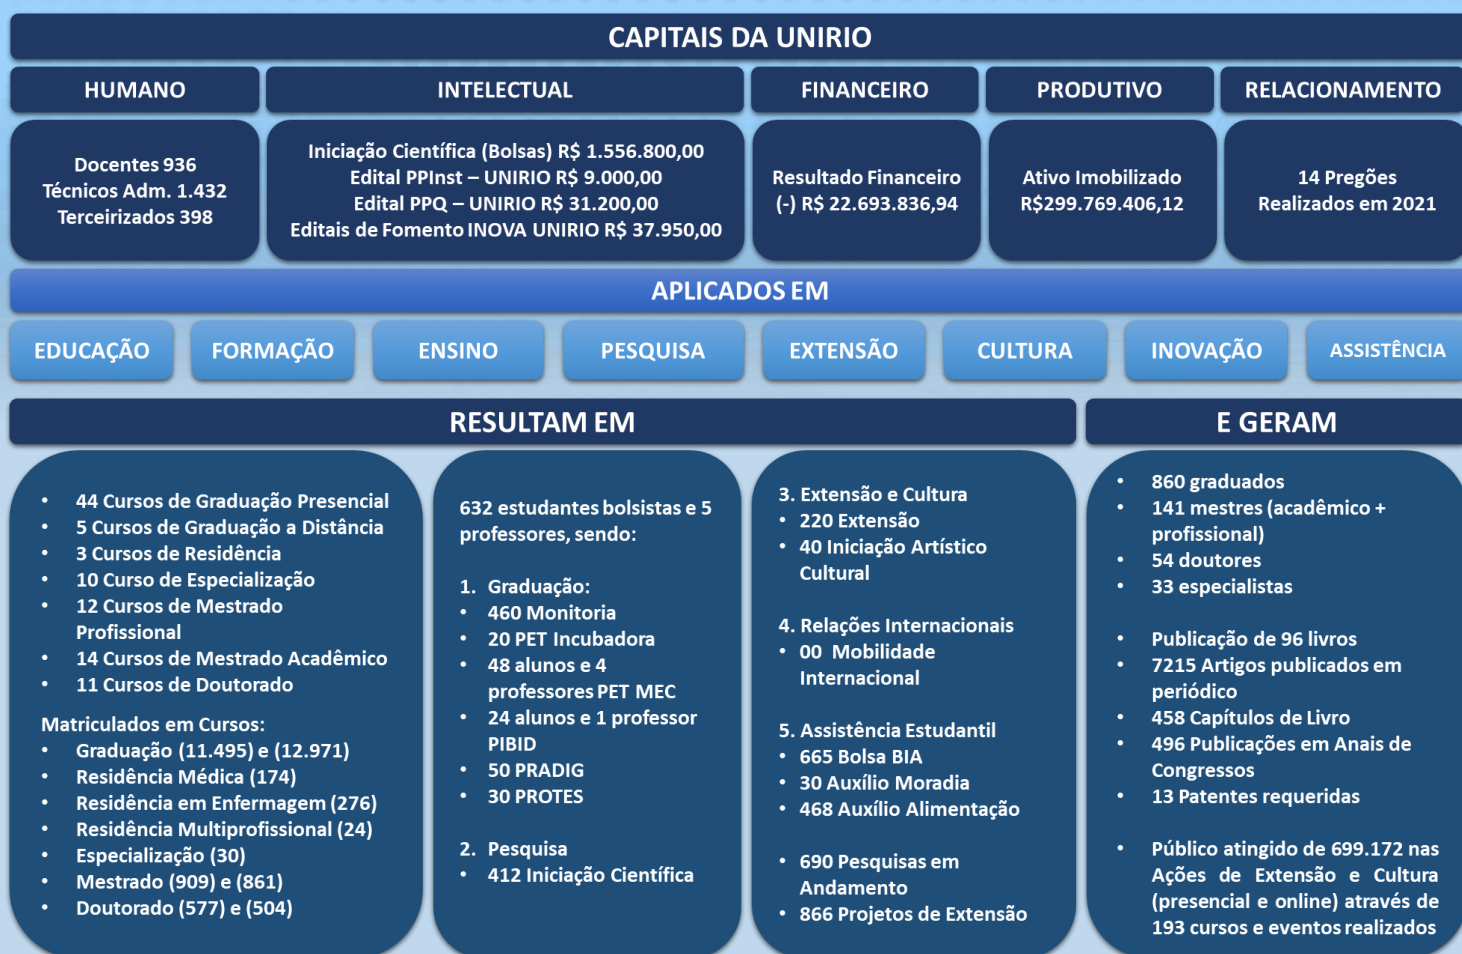 CAPITAIS DA UNIRIO
HUMANO
INTELECTUAL
FINANCEIRO
PRODUTIVO
RELACIONAMENTO
Docentes 936
Técnicos Adm. 1.432
Terceirizados 398
Iniciação Científica (Bolsas) R$ 1.556.800,00
Edital PPInst – UNIRIO R$ 9.000,00
Edital PPQ – UNIRIO R$ 31.200,00
Editais de Fomento INOVA UNIRIO R$ 37.950,00
Resultado Financeiro
(-) R$ 22.693.836,94
Ativo Imobilizado
R$299.769.406,12
14 Pregões
Realizados em 2021
APLICADOS EM
EDUCAÇÃO
FORMAÇÃO
ENSINO
PESQUISA
EXTENSÃO
CULTURA
INOVAÇÃO
ASSISTÊNCIA
RESULTAM EM
• 44 Cursos de Graduação Presencial
• 5 Cursos de Graduação a Distância
• 3 Cursos de Residência
• 10 Curso de Especialização
• 12 Cursos de Mestrado
Profissional
• 14 Cursos de Mestrado Acadêmico
• 11 Cursos de Doutorado
Matriculados em Cursos:
• Graduação (11.495) e (12.971)
• Residência Médica (174)
• Residência em Enfermagem (276)
• Residência Multiprofissional (24)
• Especialização (30)
• Mestrado (909) e (861)
• Doutorado (577) e (504)
632 estudantes bolsistas e 5
professores, sendo:
1. Graduação:
• 460 Monitoria
• 20 PET Incubadora
• 48 alunos e 4
professores PET MEC
• 24 alunos e 1 professor
PIBID
• 50 PRADIG
• 30 PROTES
2. Pesquisa
• 412 Iniciação Científica
3. Extensão e Cultura
• 220 Extensão
• 40 Iniciação Artístico
Cultural
4. Relações Internacionais
• 00 Mobilidade
Internacional
5. Assistência Estudantil
• 665 Bolsa BIA
• 30 Auxílio Moradia
• 468 Auxílio Alimentação
• 690 Pesquisas em
Andamento
• 866 Projetos de Extensão
E GERAM
• 860 graduados
• 141 mestres (acadêmico +
profissional)
• 54 doutores
• 33 especialistas
• Publicação de 96 livros
• 7215 Artigos publicados em
periódico
• 458 Capítulos de Livro
• 496 Publicações em Anais de
Congressos
• 13 Patentes requeridas
• Público atingido de 699.172 nas
Ações de Extensão e Cultura
(presencial e online) através de
193 cursos e eventos realizados